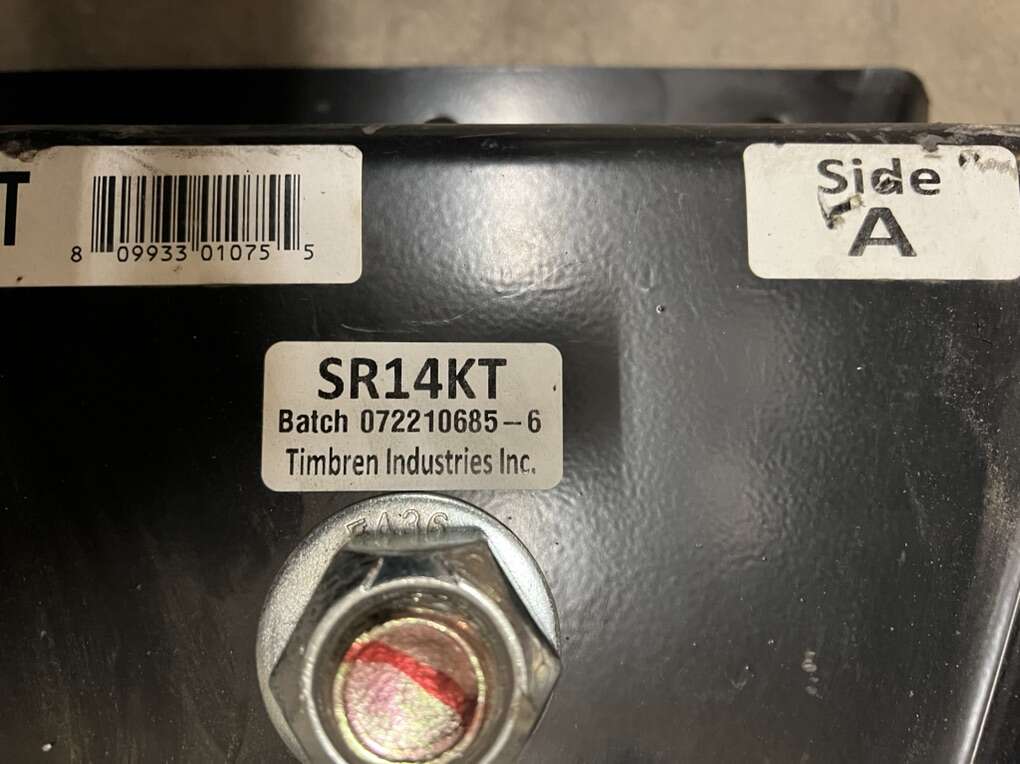 T
8 09933 01075 5
Side
A
SR14KT
Batch 072210685-6
Timbren Industries Inc.